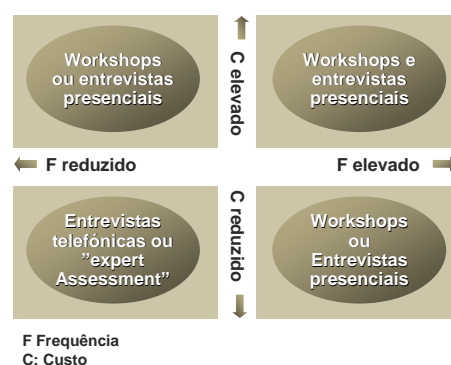 Workshops
ou entrevistas
presenciais
C elevado
Workshops e
entrevistas
presenciais
F reduzido
F elevado
Entrevistas
telefónicas ou
”expert
Assessment”
C reduzido
Workshops
ou
Entrevistas
presenciais
F Frequência
C: Custo